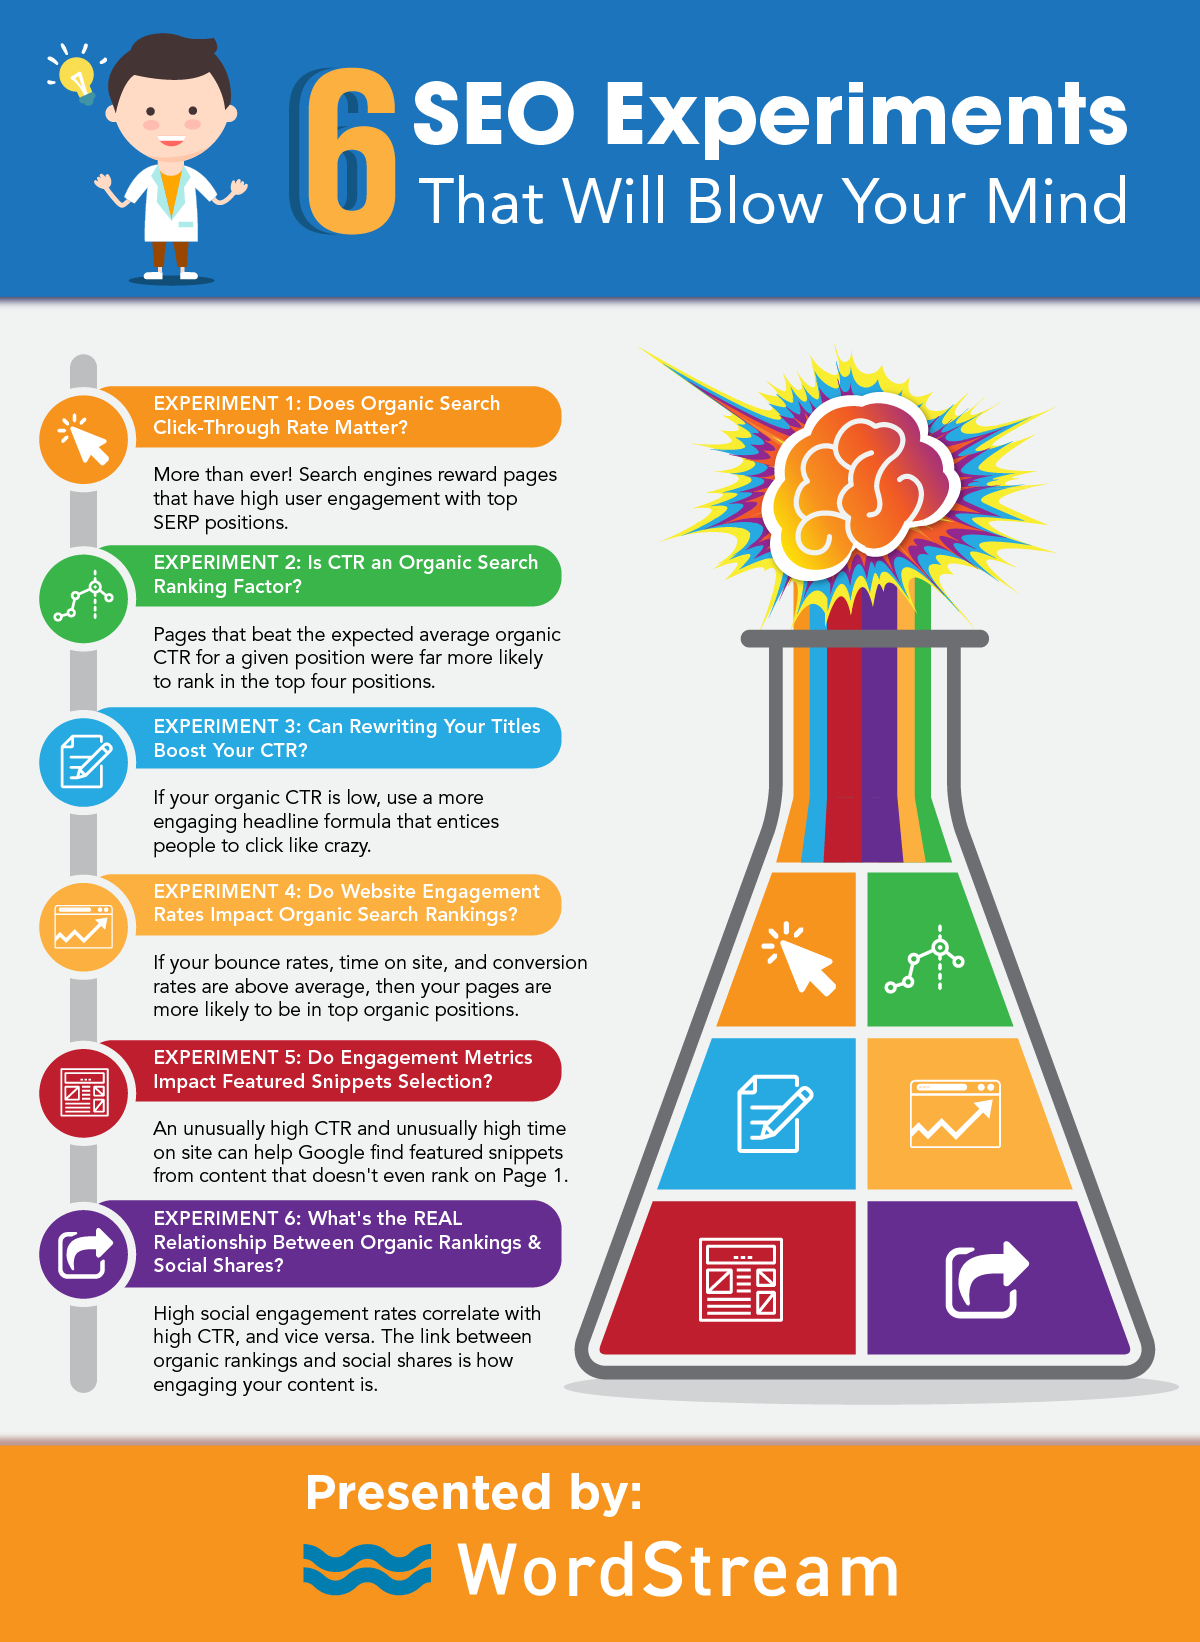 6 SEO Experiments
That Will Blow Your Mind
EXPERIMENT 1: Does Organic Search
Click-Through Rate Matter?
More than ever! Search engines reward pages
that have high user engagement with top
SERP positions.
EXPERIMENT 2: Is CTR an Organic Search
Ranking Factor?
Pages that beat the expected average organic
CTR for a given position were far more likely
to rank in the top four positions.
EXPERIMENT 3: Can Rewriting Your Titles
Boost Your CTR?
If your organic CTR is low, use a more
engaging headline formula that entices
people to click like crazy.
EXPERIMENT 4: Do Website Engagement
Rates Impact Organic Search Rankings?
If your bounce rates, time on site, and conversion
rates are above average, then your pages are
more likely to be in top organic positions.
EXPERIMENT 5: Do Engagement Metrics
Impact Featured Snippets Selection?
An unusually high CTR and unusually high time
on site can help Google find featured snippets
from content that doesn't even rank on Page 1.
EXPERIMENT 6: What's the REAL
Relationship Between Organic Rankings &
Social Shares?
High social engagement rates correlate with
high CTR, and vice versa. The link between
organic rankings and social shares is how
engaging your content is.
Presented by:
WordStream